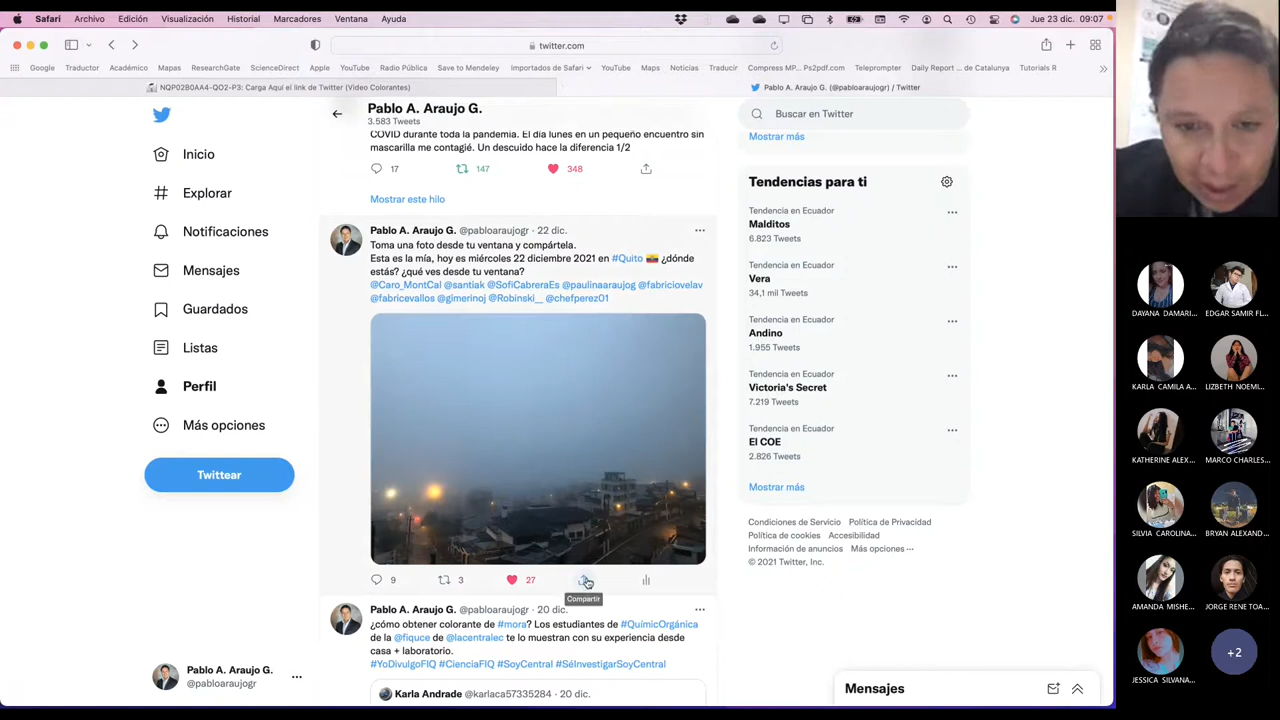 Safari Archivo Edición Visualización Historial Marcadores Ventana Ayuda Jue 23 dic. 09:07
twitter.com
Google Traductor Académico Mapas ResearchGate ScienceDirect Apple YouTube Radio Pública Save to Mendeley Importados de Safari YouTube Maps Noticias Traducir Compress MP... Ps2pdf.com Teleprompter Daily Report ... de Catalunya Tutorials R
NQP02B0AA4-QO2-P3: Carga Aquí el link de Twitter (Video Colorantes)
Pablo A. Araujo G. (@pabloaraujogr) / Twitter
Inicio
Explorar
Notificaciones
Mensajes
Guardados
Listas
Perfil
Más opciones
Twittear
Pablo A. Araujo G.
@pabloaraujogr
Pablo A. Araujo G.
3.583 Tweets
COVID durante toda la pandemia. El día lunes en un pequeño encuentro sin
mascarilla me contagié. Un descuido hace la diferencia 1/2
17 147 348
Mostrar este hilo
Pablo A. Araujo G. @pabloaraujogr · 22 dic.
Toma una foto desde tu ventana y compártela.
Esta es la mía, hoy es miércoles 22 diciembre 2021 en #Quito 🇪🇨 ¿dónde
estás? ¿qué ves desde tu ventana?
@Caro_MontCal @santiak @SofiCabreraEs @paulinaaraujog @fabriciovelav
@fabricevallos @gimerinoj @Robinski__ @chefperez01
9 3 27
Compartir
Pablo A. Araujo G. @pabloaraujogr · 20 dic.
¿cómo obtener colorante de #mora? Los estudiantes de #QuímicOrgánica
de la @fiquce de @lacentralec te lo muestran con su experiencia desde
casa + laboratorio.
#YoDivulgoFIQ #CienciaFIQ #SoyCentral #SéInvestigarSoyCentral
Karla Andrade @karlaca57335284 · 20 dic.
Buscar en Twitter
Mostrar más
Tendencias para ti
Tendencia en Ecuador
Malditos
6.823 Tweets
Tendencia en Ecuador
Vera
34,1 mil Tweets
Tendencia en Ecuador
Andino
1.955 Tweets
Tendencia en Ecuador
Victoria's Secret
7.219 Tweets
Tendencia en Ecuador
El COE
2.826 Tweets
Mostrar más
Condiciones de Servicio Política de Privacidad
Política de cookies Accesibilidad
Información de anuncios Más opciones ···
© 2021 Twitter, Inc.
Mensajes
DAYANA DAMARI... EDGAR SAMIR FL...
KARLA CAMILA A... LIZBETH NOEMI...
KATHERINE ALEX... MARCO CHARLES...
SILVIA CAROLINA... BRYAN ALEXAND...
AMANDA MISHE... JORGE RENE TOA...
JESSICA SILVANA... +2